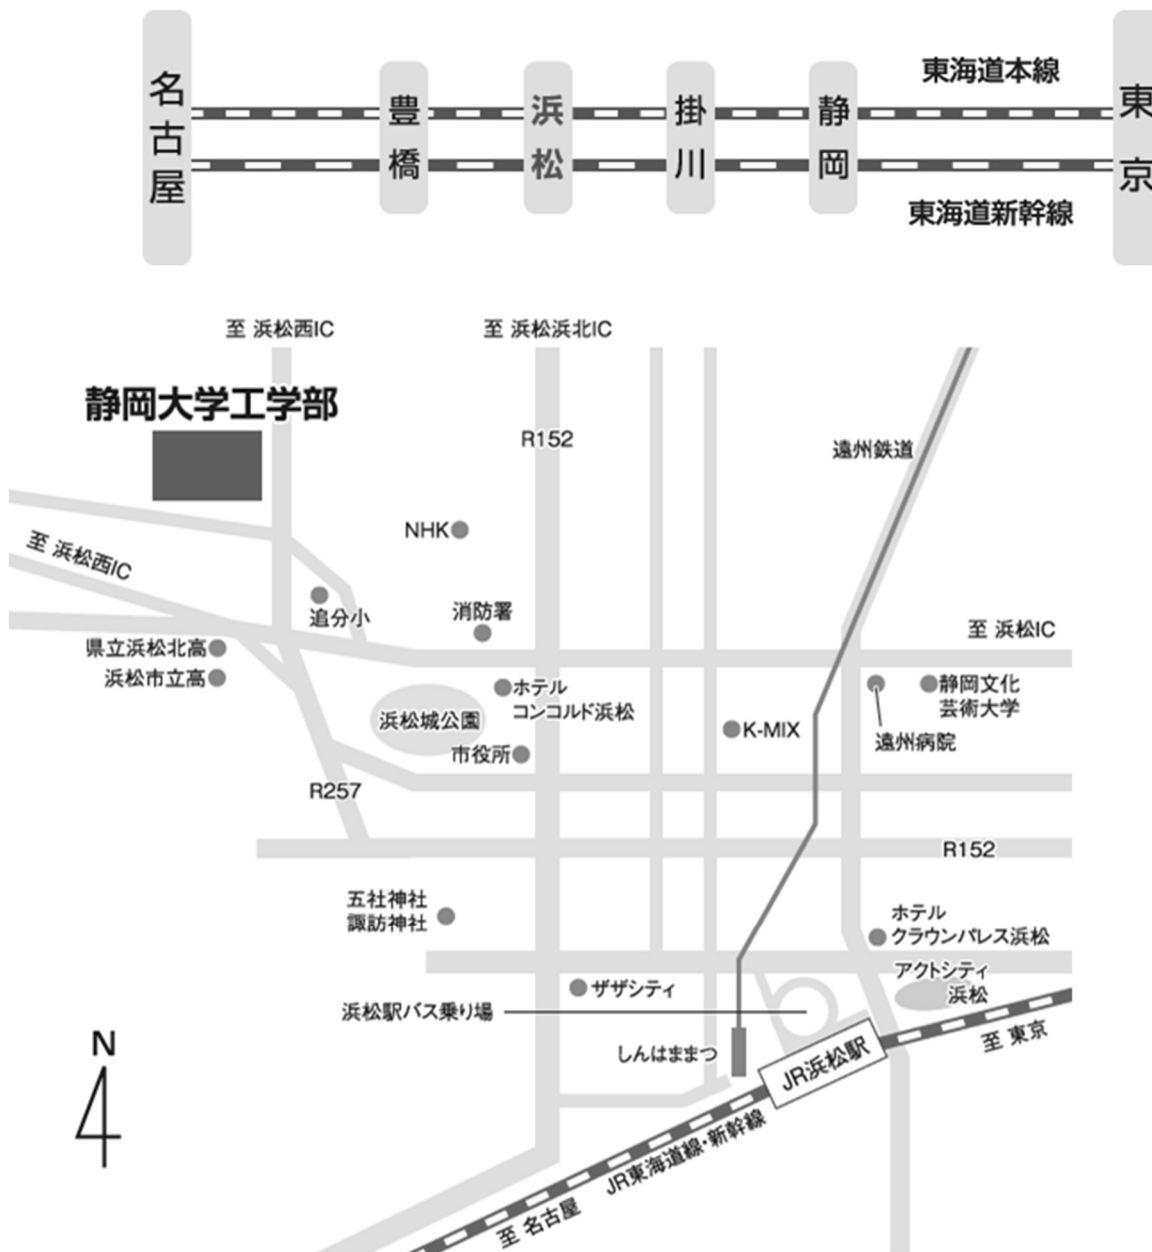 東海道本線
名古屋
豊橋
浜松
掛川
静岡
東京
東海道新幹線
至 浜松西IC
至 浜松浜北IC
静岡大学工学部
R152
遠州鉄道
NHK
至 浜松西IC
追分小
消防署
至 浜松IC
県立浜松北高
浜松市立高
ホテル
コンコルド浜松
静岡文化
芸術大学
浜松城公園
K-MIX
遠州病院
市役所
R257
R152
五社神社
諏訪神社
ホテル
クラウンパレス浜松
アクトシティ
浜松
ザザシティ
浜松駅バス乗り場
N
しんはままつ
JR浜松駅
至 東京
JR東海道線・新幹線
至 名古屋